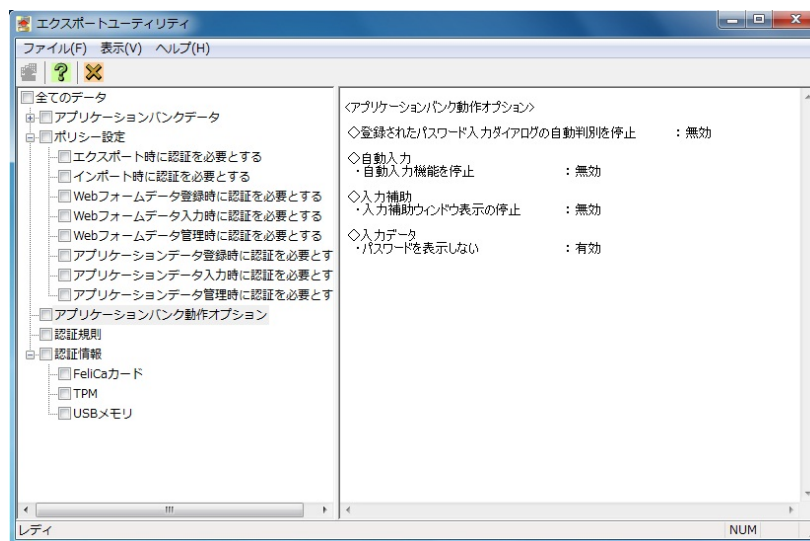 エクスポートユーティリティ
ファイル(F) 表示(V) ヘルプ(H)
全てのデータ
アプリケーションバンクデータ
ポリシー設定
エクスポート時に認証を必要とする
インポート時に認証を必要とする
Webフォームデータ登録時に認証を必要とする
Webフォームデータ入力時に認証を必要とする
Webフォームデータ管理時に認証を必要とする
アプリケーションデータ登録時に認証を必要とす
アプリケーションデータ入力時に認証を必要とす
アプリケーションデータ管理時に認証を必要とす
アプリケーションバンク動作オプション
認証規則
認証情報
FeliCaカード
TPM
USBメモリ
<アプリケーションバンク動作オプション>
◇登録されたパスワード入力ダイアログの自動判別を停止 :無効
◇自動入力
・自動入力機能を停止 :無効
◇入力補助
・入力補助ウィンドウ表示の停止 :無効
◇入力データ
・パスワードを表示しない :有効
レディ NUM